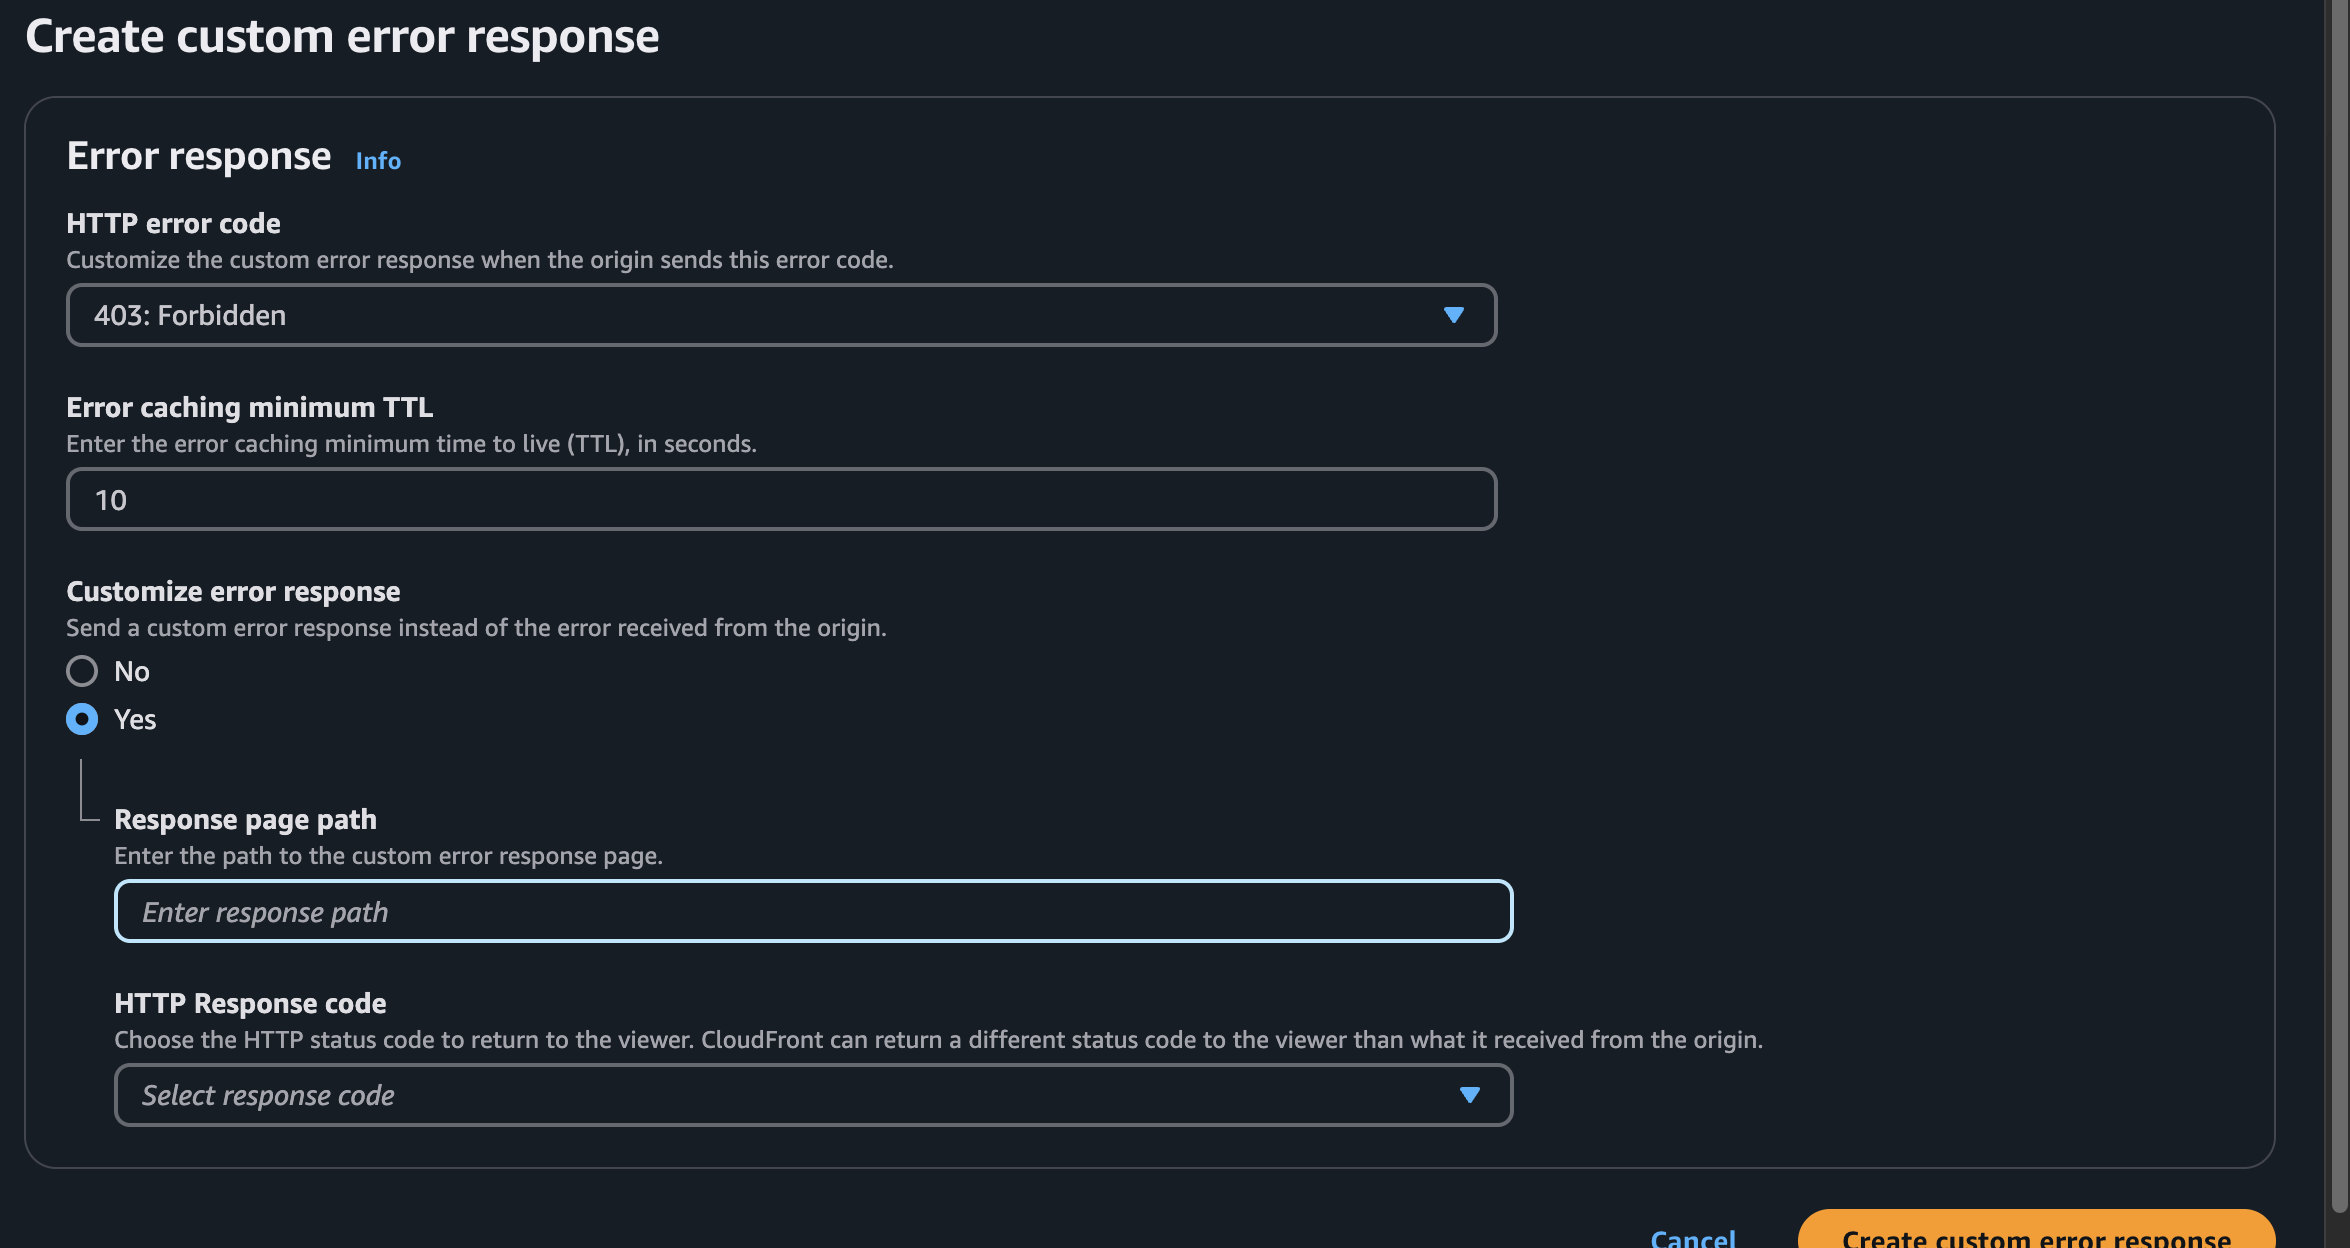 Create custom error response
Error response Info
HTTP error code
Customize the custom error response when the origin sends this error code.
403: Forbidden
Error caching minimum TTL
Enter the error caching minimum time to live (TTL), in seconds.
10
Customize error response
Send a custom error response instead of the error received from the origin.
No
Yes
Response page path
Enter the path to the custom error response page.
Enter response path
HTTP Response code
Choose the HTTP status code to return to the viewer. CloudFront can return a different status code to the viewer than what it received from the origin.
Select response code
Cancel Create custom error response